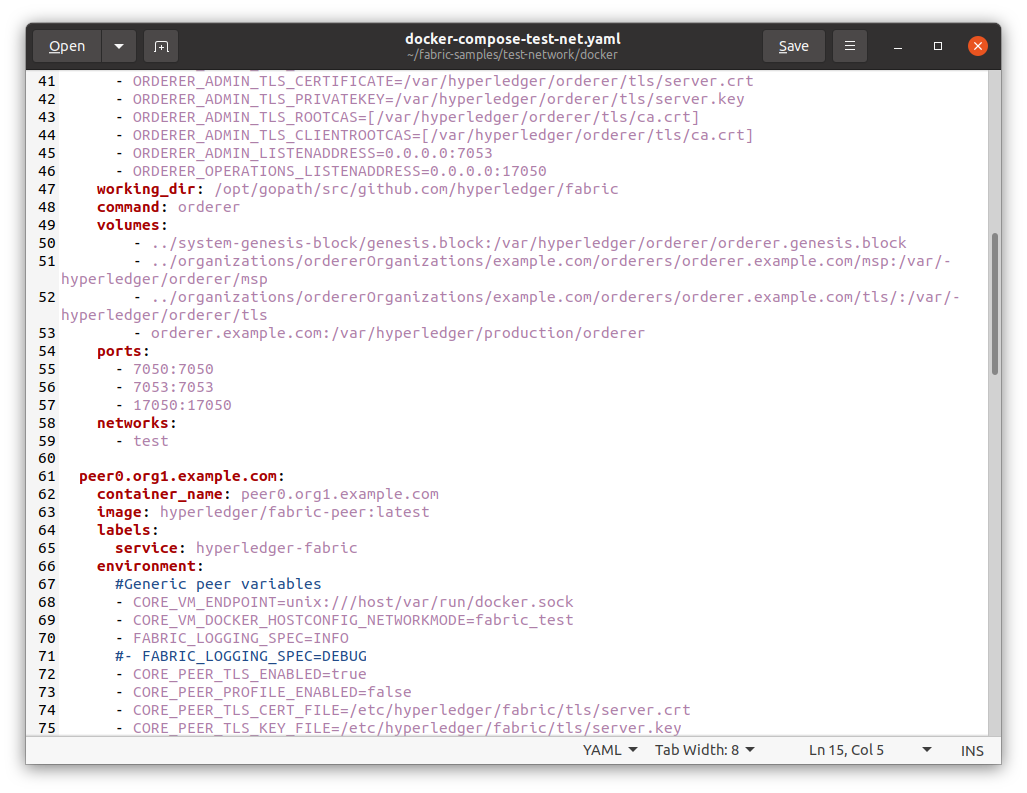 Open
docker-compose-test-net.yaml
~/fabric-samples/test-network/docker
Save
41 - ORDERER_ADMIN_TLS_CERTIFICATE=/var/hyperledger/orderer/tls/server.crt
42 - ORDERER_ADMIN_TLS_PRIVATEKEY=/var/hyperledger/orderer/tls/server.key
43 - ORDERER_ADMIN_TLS_ROOTCAS=[/var/hyperledger/orderer/tls/ca.crt]
44 - ORDERER_ADMIN_TLS_CLIENTROOTCAS=[/var/hyperledger/orderer/tls/ca.crt]
45 - ORDERER_ADMIN_LISTENADDRESS=0.0.0.0:7053
46 - ORDERER_OPERATIONS_LISTENADDRESS=0.0.0.0:17050
47 working_dir: /opt/gopath/src/github.com/hyperledger/fabric
48 command: orderer
49 volumes:
50 - ../system-genesis-block/genesis.block:/var/hyperledger/orderer/orderer.genesis.block
51 - ../organizations/ordererOrganizations/example.com/orderers/orderer.example.com/msp:/var/-
hyperledger/orderer/msp
52 - ../organizations/ordererOrganizations/example.com/orderers/orderer.example.com/tls/:/var/-
hyperledger/orderer/tls
53 - orderer.example.com:/var/hyperledger/production/orderer
54 ports:
55 - 7050:7050
56 - 7053:7053
57 - 17050:17050
58 networks:
59 - test
60
61 peer0.org1.example.com:
62 container_name: peer0.org1.example.com
63 image: hyperledger/fabric-peer:latest
64 labels:
65 service: hyperledger-fabric
66 environment:
67 #Generic peer variables
68 - CORE_VM_ENDPOINT=unix:///host/var/run/docker.sock
69 - CORE_VM_DOCKER_HOSTCONFIG_NETWORKMODE=fabric_test
70 - FABRIC_LOGGING_SPEC=INFO
71 #- FABRIC_LOGGING_SPEC=DEBUG
72 - CORE_PEER_TLS_ENABLED=true
73 - CORE_PEER_PROFILE_ENABLED=false
74 - CORE_PEER_TLS_CERT_FILE=/etc/hyperledger/fabric/tls/server.crt
75 - CORE_PEER_TLS_KEY_FILE=/etc/hyperledger/fabric/tls/server.key
YAML Tab Width: 8 Ln 15, Col 5 INS